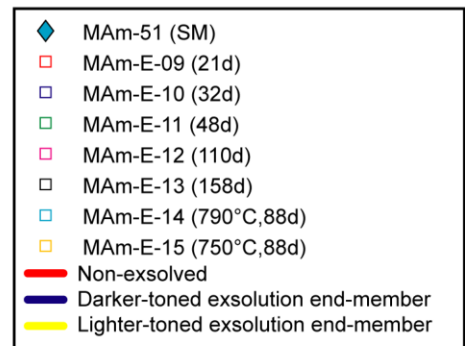 MAm-51 (SM)
MAm-E-09 (21d)
MAm-E-10 (32d)
MAm-E-11 (48d)
MAm-E-12 (110d)
MAm-E-13 (158d)
MAm-E-14 (790°C,88d)
MAm-E-15 (750°C,88d)
Non-exsolved
Darker-toned exsolution end-member
Lighter-toned exsolution end-member